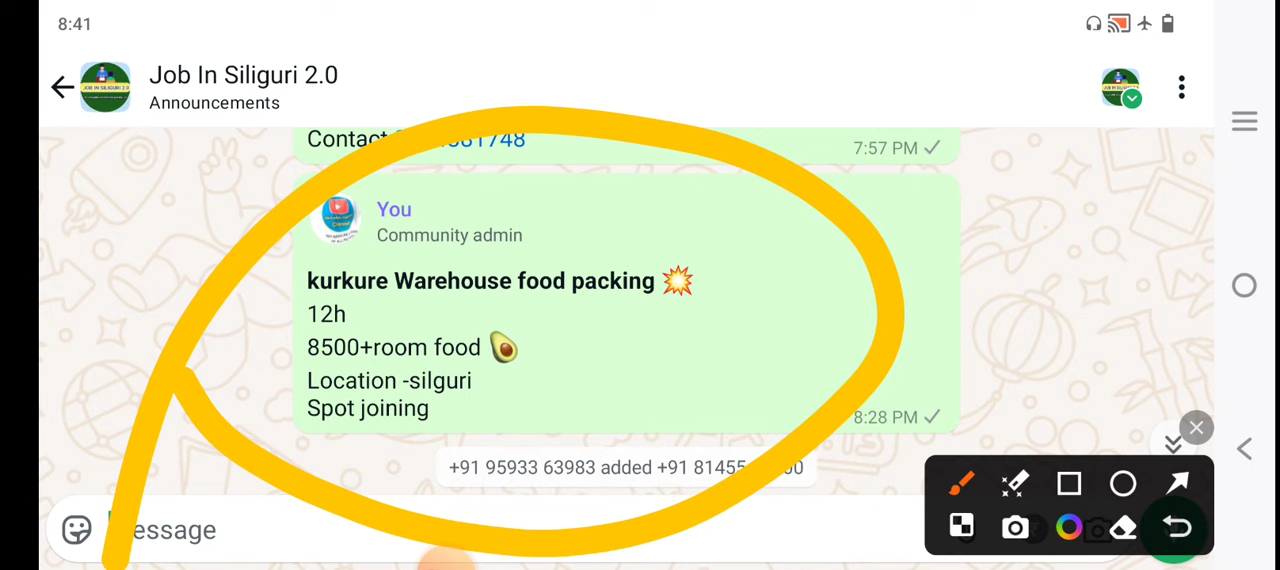 8:41
Job In Siliguri 2.0
Announcements
Contact
7:57 PM
You
Community admin
kurkure Warehouse food packing 💥
12h
8500+room food 🥑
Location -silguri
Spot joining
8:28 PM
+91 95933 63983 added +91 81455
essage